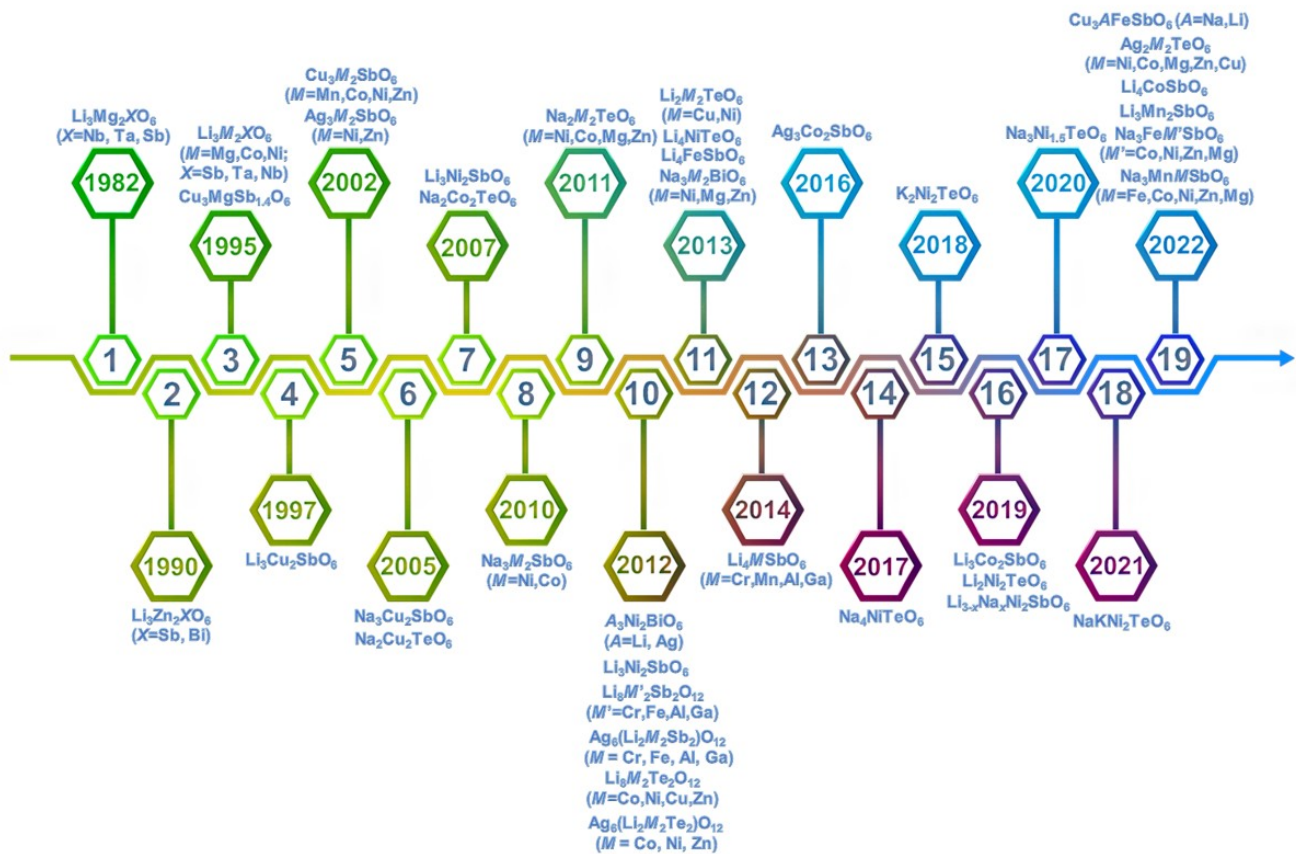 Li₃Mg₂XO₆
(X=Nb, Ta, Sb)
1982
1
2
1990
Li₃Zn₂XO₆
(X=Sb, Bi)
Li₃M₂XO₆
(M=Mg,Co,Ni;
X=Sb, Ta, Nb)
Cu₃MgSb₁.₄O₆
1995
3
4
1997
Li₃Cu₂SbO₆
Cu₃M₂SbO₆
(M=Mn,Co,Ni,Zn)
Ag₃M₂SbO₆
(M=Ni,Zn)
2002
5
6
2005
Na₃Cu₂SbO₆
Na₂Cu₂TeO₆
Li₃Ni₂SbO₆
Na₂Co₂TeO₆
2007
7
8
2010
Na₃M₂SbO₆
(M=Ni,Co)
Na₂M₂TeO₆
(M=Ni,Co,Mg,Zn)
2011
9
10
2012
A₃Ni₂BiO₆
(A=Li, Ag)
Li₃Ni₂SbO₆
Li₈M'₂Sb₂O₁₂
(M'=Cr,Fe,Al,Ga)
Ag₆(Li₂M₂Sb₂)O₁₂
(M = Cr, Fe, Al, Ga)
Li₈M₂Te₂O₁₂
(M=Co,Ni,Cu,Zn)
Ag₆(Li₂M₂Te₂)O₁₂
(M = Co, Ni, Zn)
Li₂M₂TeO₆
(M=Cu,Ni)
Li₄NiTeO₆
Li₄FeSbO₆
Na₃M₂BiO₆
(M=Ni,Mg,Zn)
2013
11
12
2014
Li₄MSbO₆
(M=Cr,Mn,Al,Ga)
Ag₃Co₂SbO₆
2016
13
14
2017
Na₄NiTeO₆
K₂Ni₂TeO₆
2018
15
16
2019
Li₃Co₂SbO₆
Li₂Ni₂TeO₆
Li₃₋ₓNaₓNi₂SbO₆
Na₃Ni₁.₅TeO₆
2020
17
18
2021
NaKNi₂TeO₆
Cu₃AFeSbO₆ (A=Na,Li)
Ag₂M₂TeO₆
(M=Ni,Co,Mg,Zn,Cu)
Li₄CoSbO₆
Li₃Mn₂SbO₆
Na₃FeM'SbO₆
(M'=Co,Ni,Zn,Mg)
Na₃MnMSbO₆
(M=Fe,Co,Ni,Zn,Mg)
2022
19